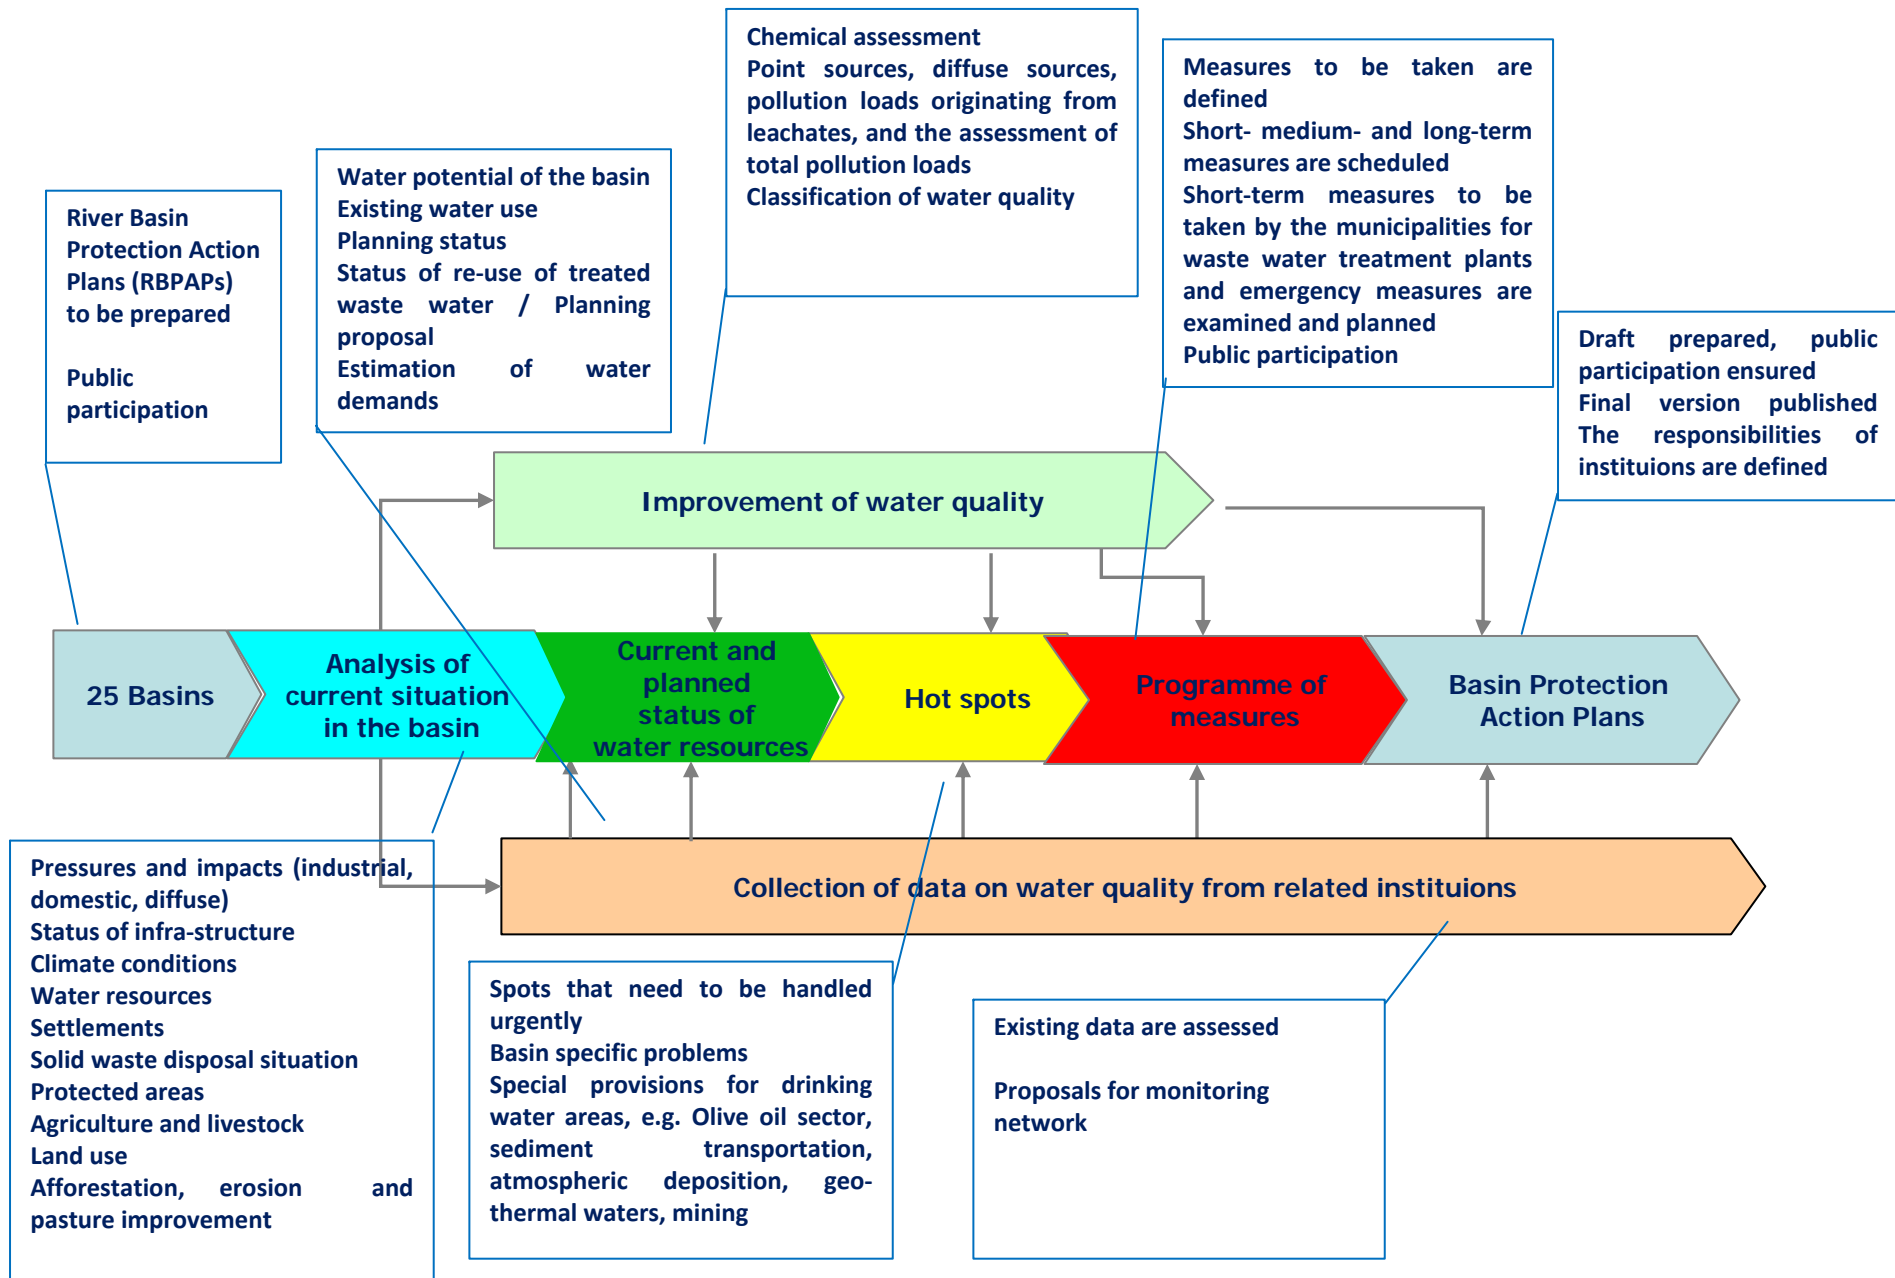 Chemical assessment
Point sources, diffuse sources,
pollution loads originating from
leachates, and the assessment of
total pollution loads
Classification of water quality
Measures to be taken are
defined
Short- medium- and long-term
measures are scheduled
Short-term measures to be
taken by the municipalities for
waste water treatment plants
and emergency measures are
examined and planned
Public participation
Water potential of the basin
Existing water use
Planning status
Status of re-use of treated
waste water / Planning
proposal
Estimation of water
demands
River Basin
Protection Action
Plans (RBPAPs)
to be prepared
Public
participation
Draft prepared, public
participation ensured
Final version published
The responsibilities of
instituions are defined
Improvement of water quality
25 Basins
Analysis of
current situation
in the basin
Current and
planned
status of
water resources
Hot spots
Programme of
measures
Basin Protection
Action Plans
Collection of data on water quality from related instituions
Pressures and impacts (industrial,
domestic, diffuse)
Status of infra-structure
Climate conditions
Water resources
Settlements
Solid waste disposal situation
Protected areas
Agriculture and livestock
Land use
Afforestation, erosion and
pasture improvement
Spots that need to be handled
urgently
Basin specific problems
Special provisions for drinking
water areas, e.g. Olive oil sector,
sediment transportation,
atmospheric deposition, geo-
thermal waters, mining
Existing data are assessed
Proposals for monitoring
network